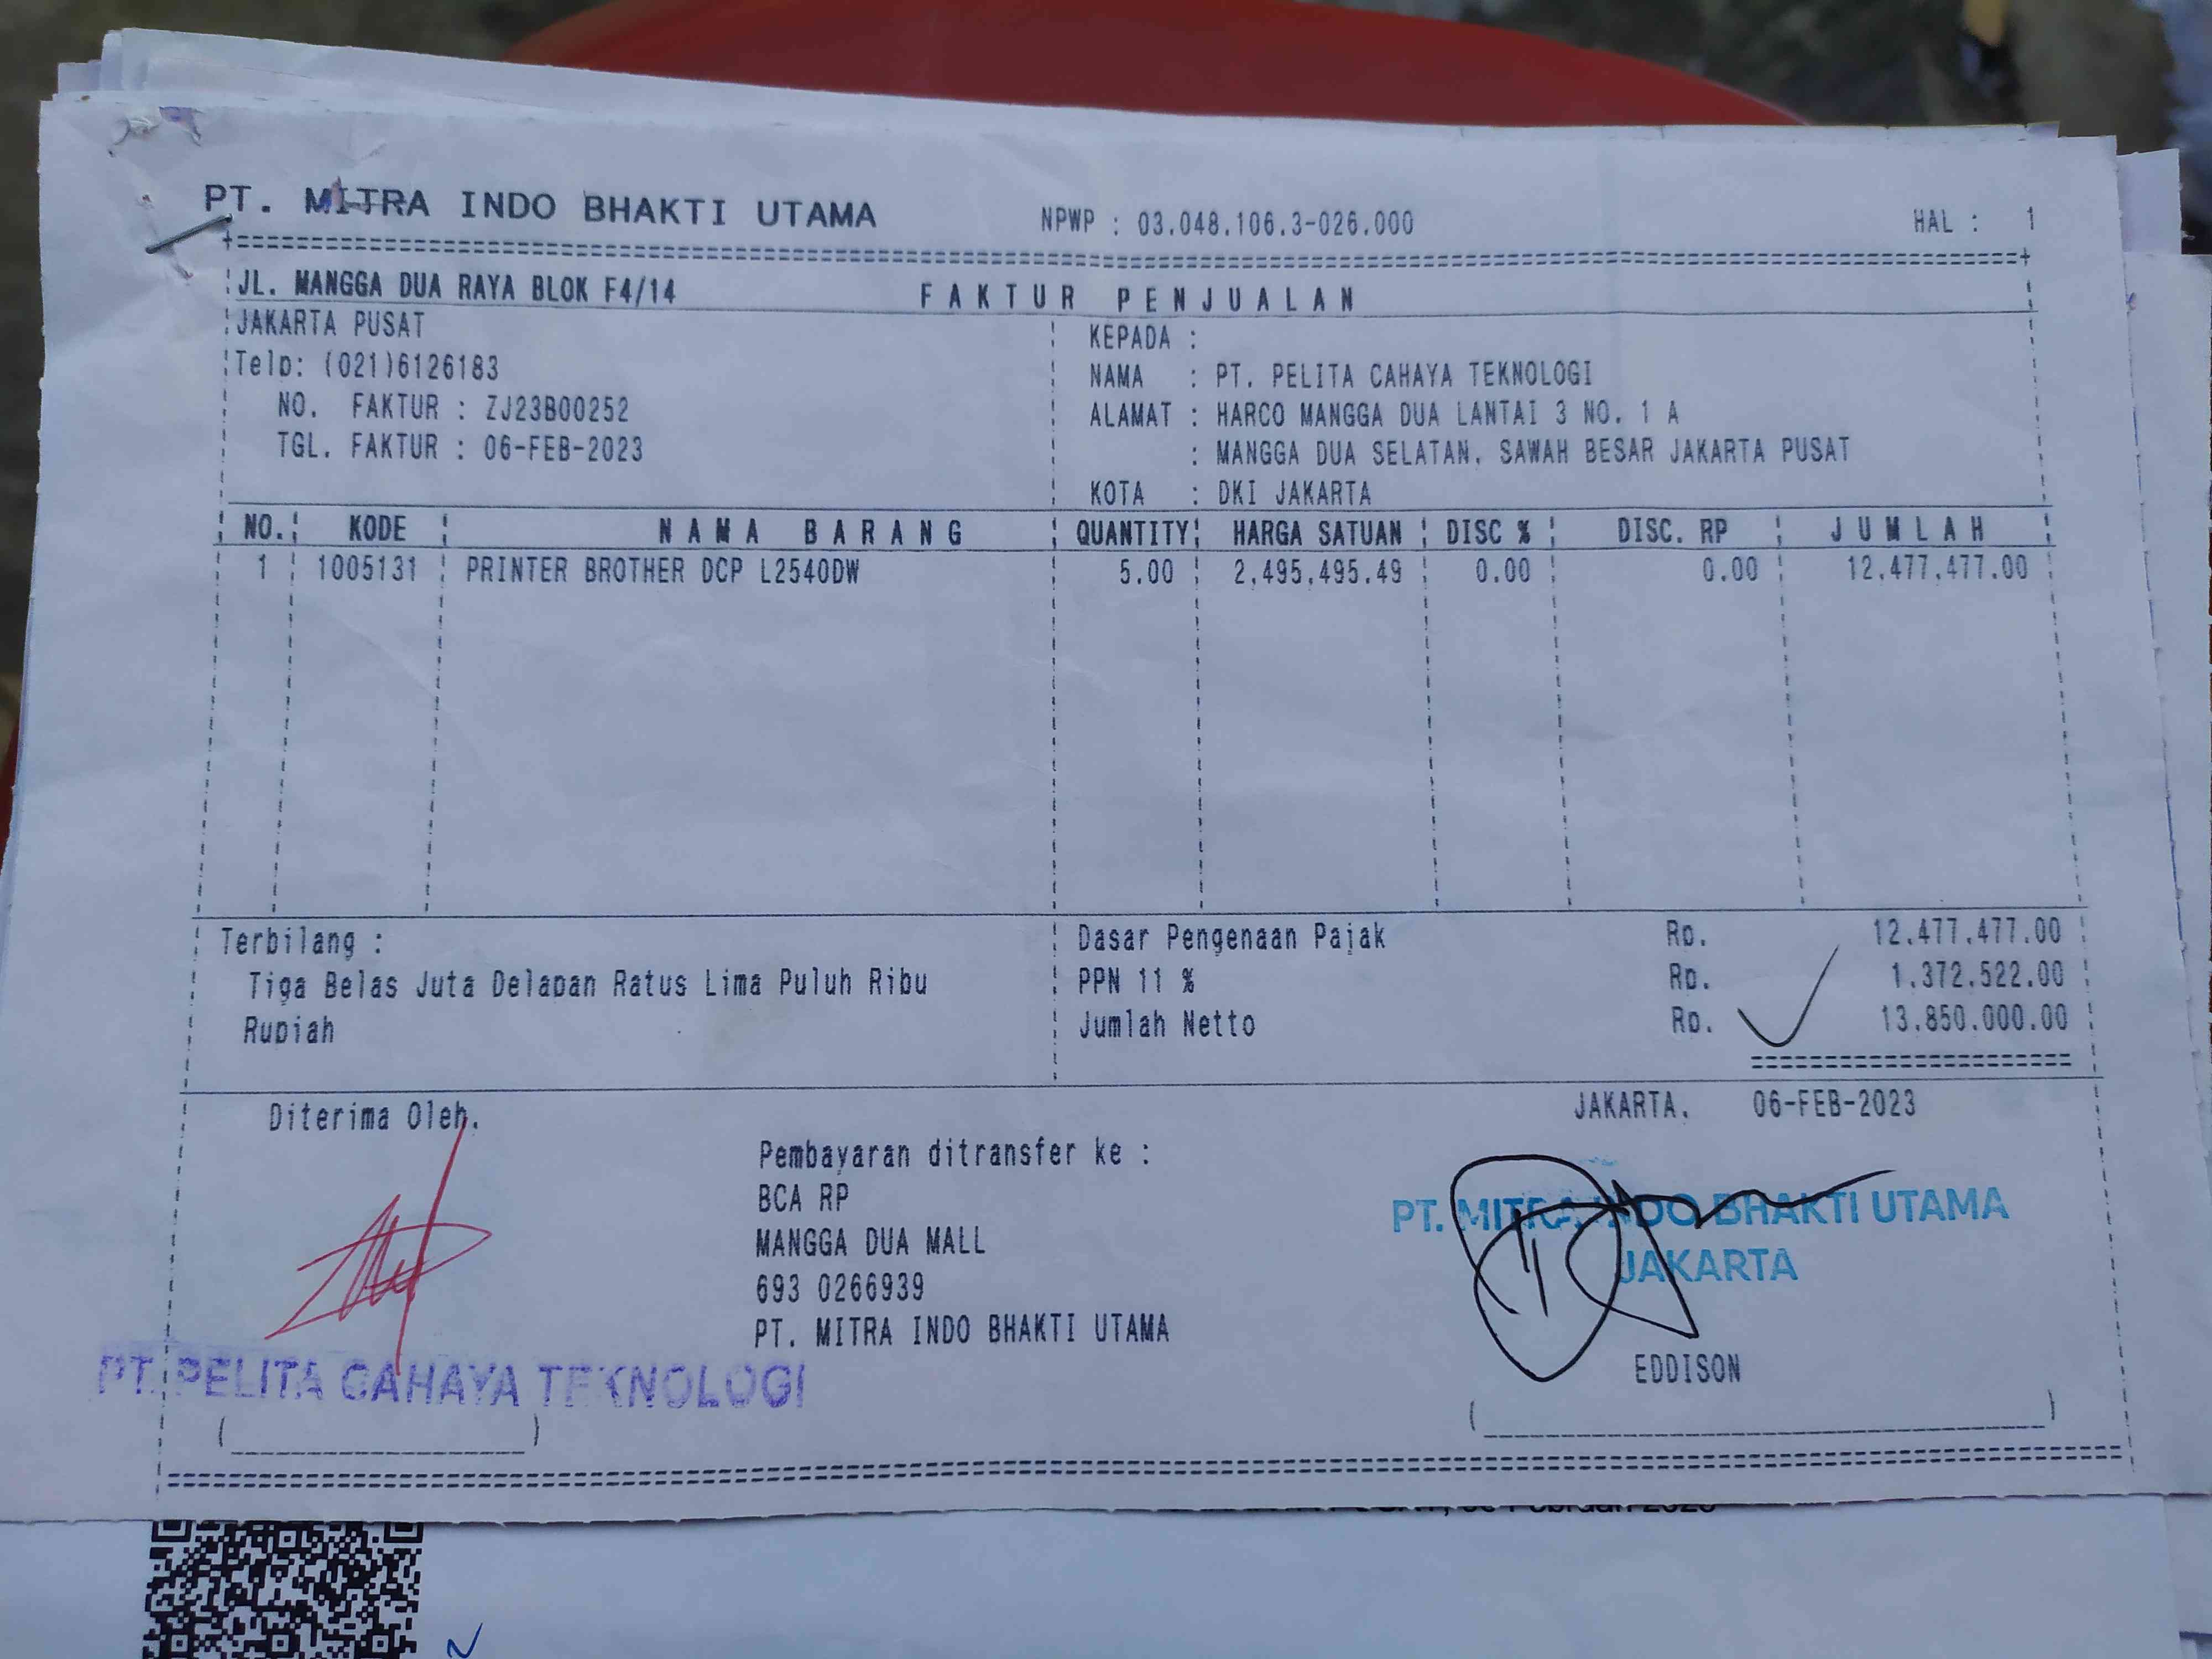 PT. MITRA INDO BHAKTI UTAMA NPWP : 03.048.106.3-026.000 HAL : 1
JL. MANGGA DUA RAYA BLOK F4/14 FAKTUR PENJUALAN
JAKARTA PUSAT
Telp: (021)6126183
NO. FAKTUR : ZJ23B00252
TGL. FAKTUR : 06-FEB-2023
KEPADA :
NAMA : PT. PELITA CAHAYA TEKNOLOGI
ALAMAT : HARCO MANGGA DUA LANTAI 3 NO. 1 A
: MANGGA DUA SELATAN, SAWAH BESAR JAKARTA PUSAT
KOTA : DKI JAKARTA
NO. KODE NAMA BARANG QUANTITY HARGA SATUAN DISC % DISC. RP JUMLAH
1 1005131 PRINTER BROTHER DCP L2540DW 5.00 2,495,495.49 0.00 0.00 12,477,477.00
Terbilang :
Tiga Belas Juta Delapan Ratus Lima Puluh Ribu
Rupiah
Dasar Pengenaan Pajak Rp. 12,477,477.00
PPN 11 % Rp. 1,372,522.00
Jumlah Netto Rp. 13,850,000.00
Diterima Oleh,
JAKARTA, 06-FEB-2023
Pembayaran ditransfer ke :
BCA RP
MANGGA DUA MALL
693 0266939
PT. MITRA INDO BHAKTI UTAMA
PT. MITRA INDO BHAKTI UTAMA
JAKARTA
EDDISON
PT. PELITA CAHAYA TEKNOLOGI